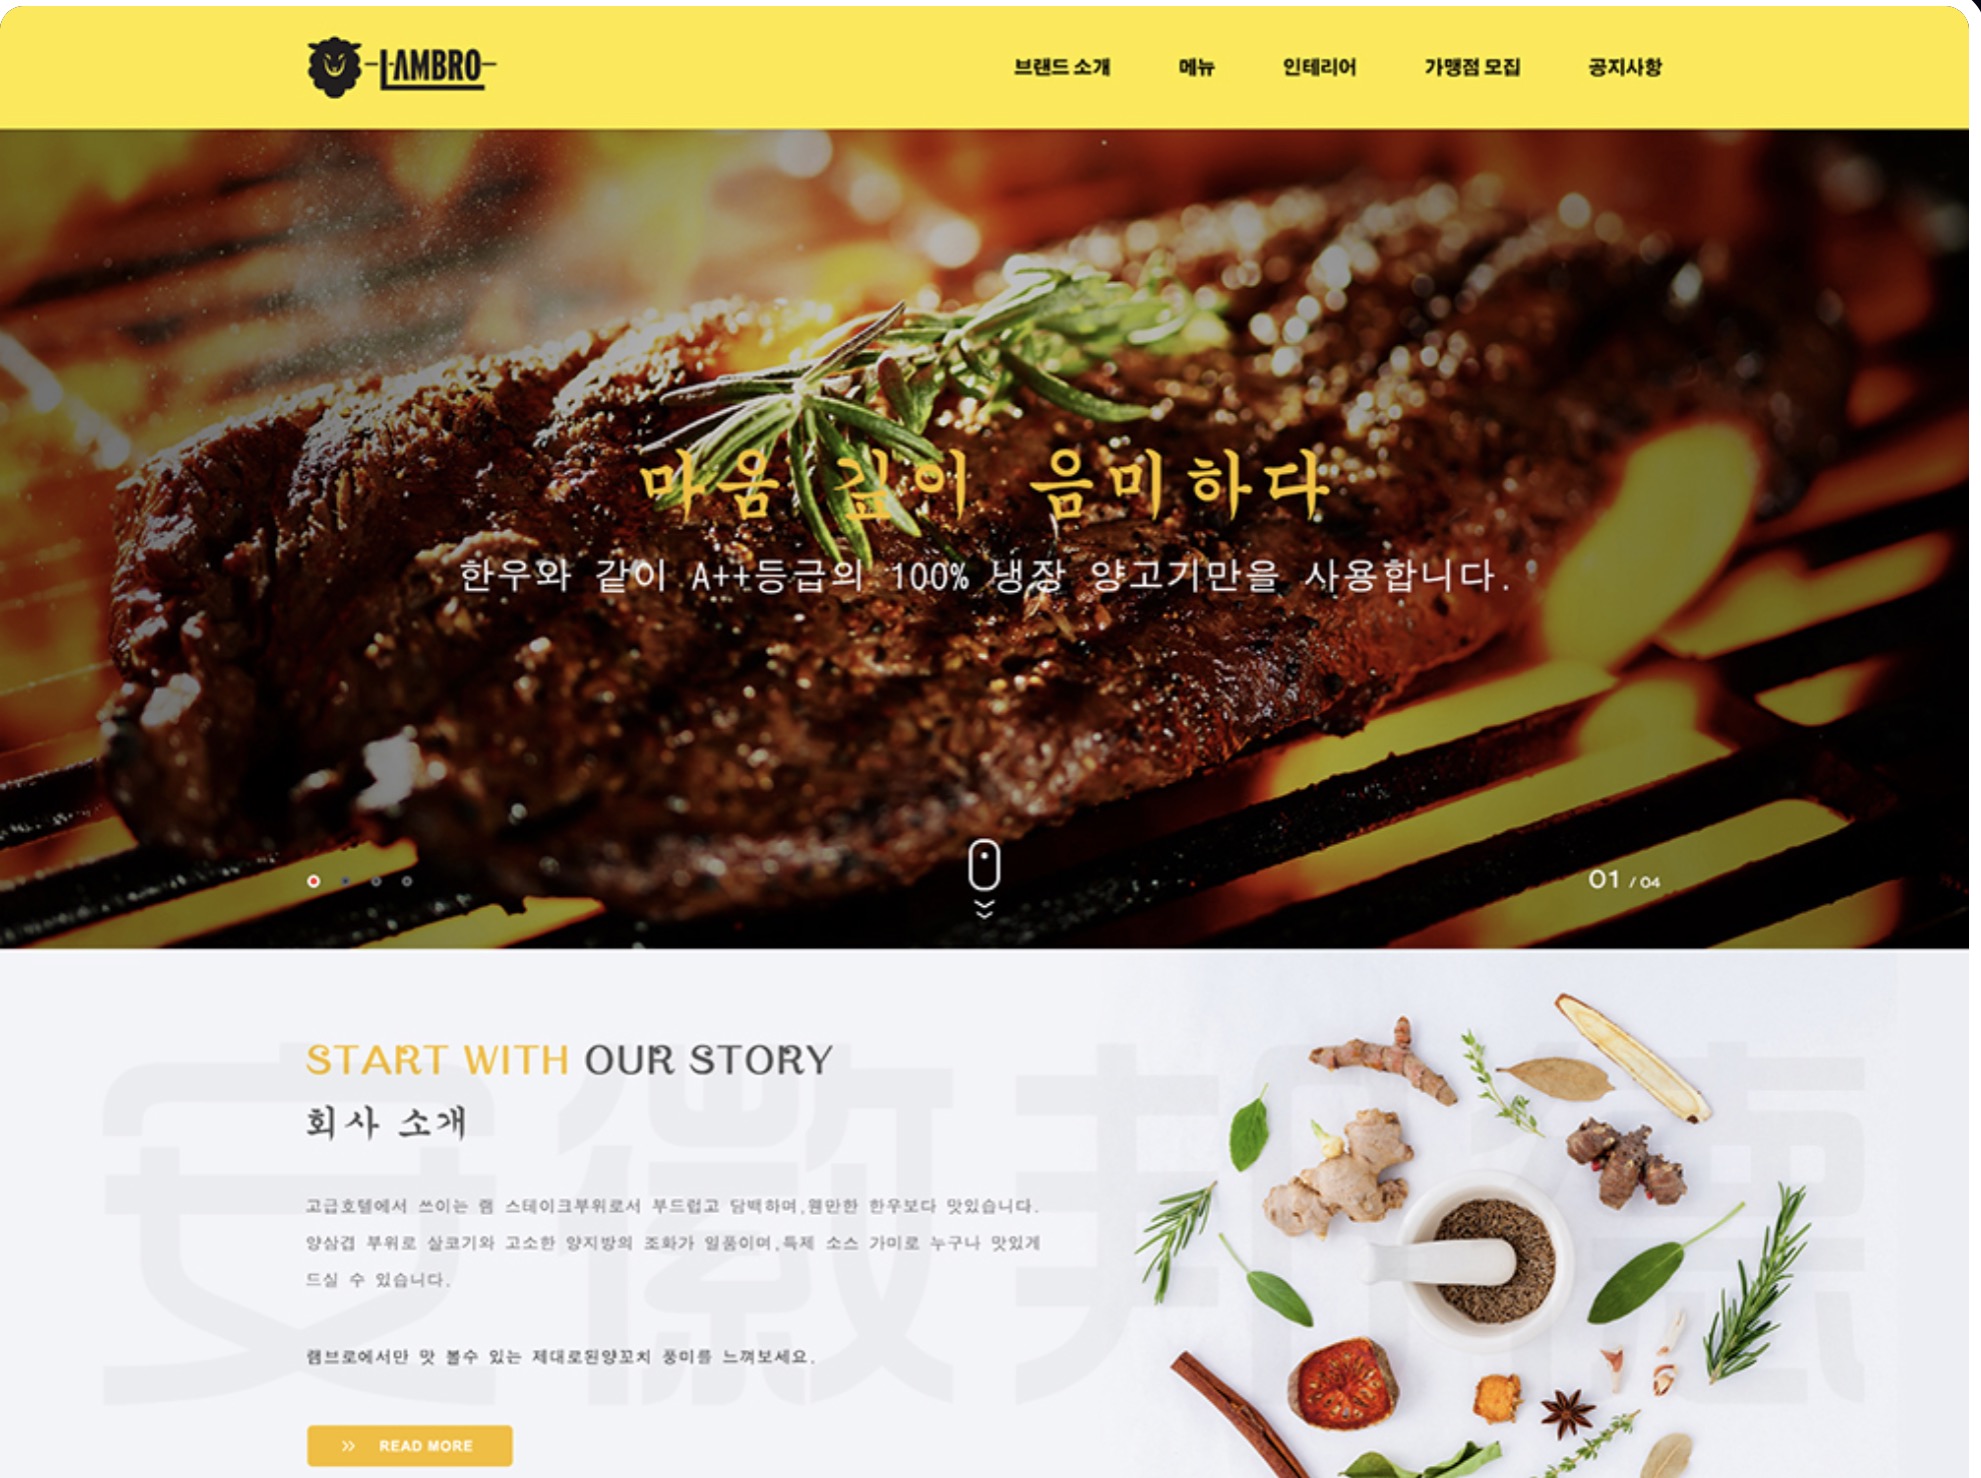 LAMBRO
브랜드 소개 메뉴 인테리어 가맹점 모집 공지사항
마음 깊이 음미하다
한우와 같이 A++등급의 100% 냉장 양고기만을 사용합니다.
01 / 04
START WITH OUR STORY
회사 소개
고급호텔에서 쓰이는 램 스테이크부위로서 부드럽고 담백하며,웬만한 한우보다 맛있습니다.
양삼겹 부위로 살코기와 고소한 양지방의 조화가 일품이며,특제 소스 가미로 누구나 맛있게
드실 수 있습니다.
램브로에서만 맛 볼수 있는 제대로된양꼬치 풍미를 느껴보세요.
READ MORE
安徽邦德